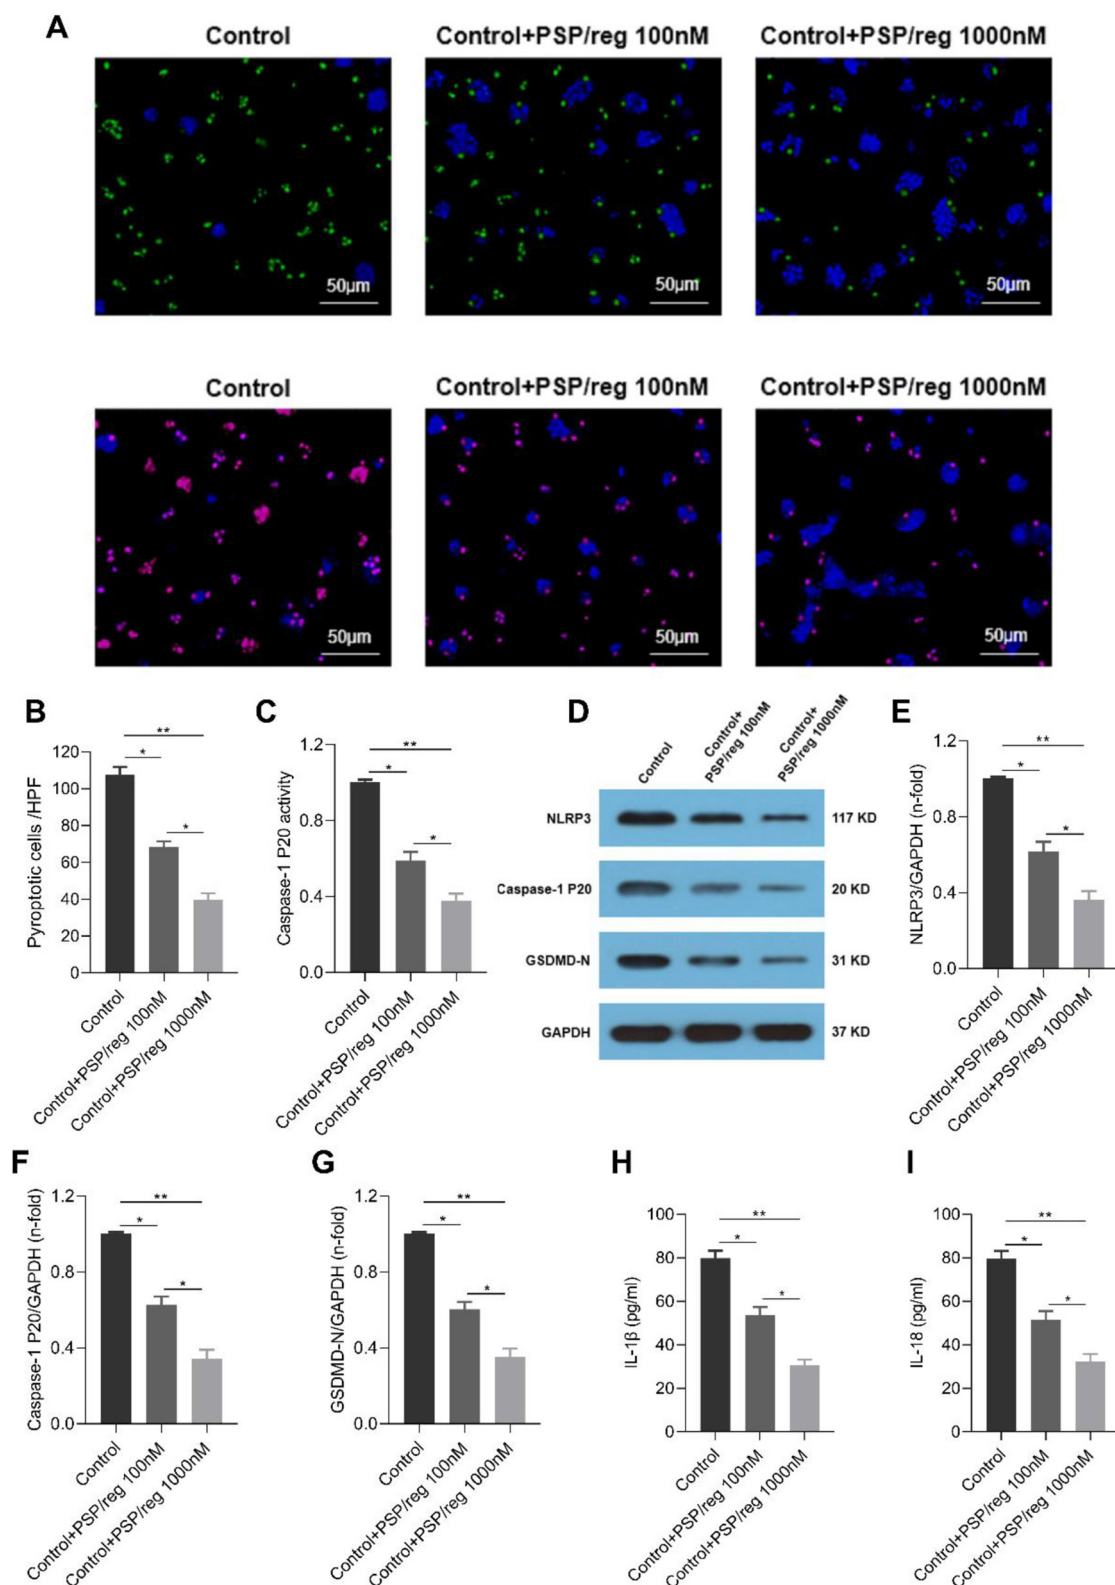 A
Control
Control+PSP/reg 100nM
Control+PSP/reg 1000nM
50μm
50μm
50μm
Control
Control+PSP/reg 100nM
Control+PSP/reg 1000nM
50μm
50μm
50μm
B
Pyroptotic cells /HPF
120
100
80
60
40
20
0
**
*
*
Control
Control+PSP/reg 100nM
Control+PSP/reg 1000nM
C
Caspase-1 P20 activity
1.2
0.8
0.4
0.0
**
*
*
Control
Control+PSP/reg 100nM
Control+PSP/reg 1000nM
D
Control
Control+
PSP/reg 100nM
Control+
PSP/reg 1000nM
NLRP3
117 KD
Caspase-1 P20
20 KD
GSDMD-N
31 KD
GAPDH
37 KD
E
NLRP3/GAPDH (n-fold)
1.2
0.8
0.4
0.0
**
*
*
Control
Control+PSP/reg 100nM
Control+PSP/reg 1000nM
F
Caspase-1 P20/GAPDH (n-fold)
1.2
0.8
0.4
0.0
**
*
*
Control
Control+PSP/reg 100nM
Control+PSP/reg 1000nM
G
GSDMD-N/GAPDH (n-fold)
1.2
0.8
0.4
0.0
**
*
*
Control
Control+PSP/reg 100nM
Control+PSP/reg 1000nM
H
IL-1β (pg/ml)
100
80
60
40
20
0
**
*
*
Control
Control+PSP/reg 100nM
Control+PSP/reg 1000nM
I
IL-18 (pg/ml)
100
80
60
40
20
0
**
*
*
Control
Control+PSP/reg 100nM
Control+PSP/reg 1000nM